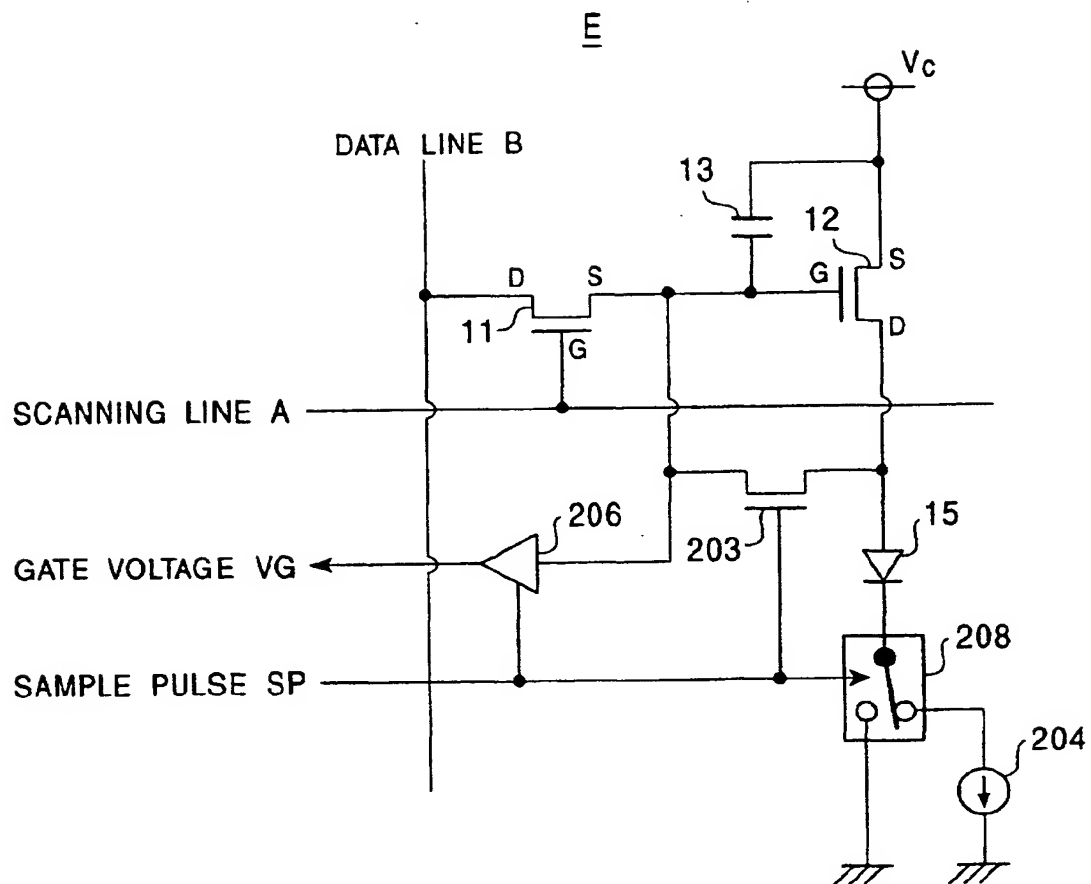 E
Vc
DATA LINE B
13
12
S
G
D
D
S
11
G
SCANNING LINE A
206
203
15
GATE VOLTAGE VG
208
SAMPLE PULSE SP
204